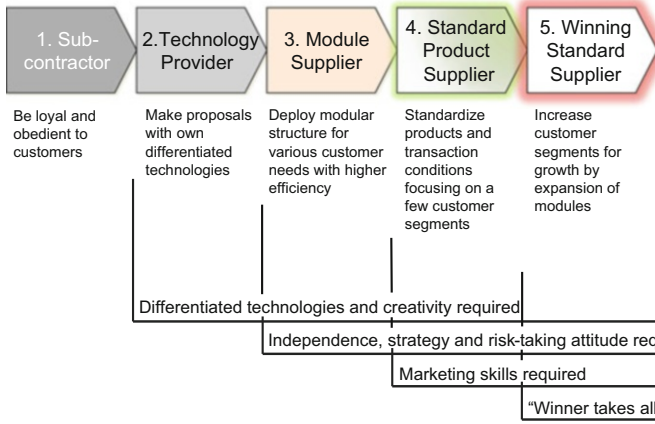 1. Sub-
contractor
2.Technology
Provider
3. Module
Supplier
4. Standard
Product
Supplier
5. Winning
Standard
Supplier
Be loyal and
obedient to
customers
Make proposals
with own
differentiated
technologies
Deploy modular
structure for
various customer
needs with higher
efficiency
Standardize
products and
transaction
conditions
focusing on a
few customer
segments
Increase
customer
segments for
growth by
expansion of
modules
Differentiated technologies and creativity required
Independence, strategy and risk-taking attitude req
Marketing skills required
“Winner takes all